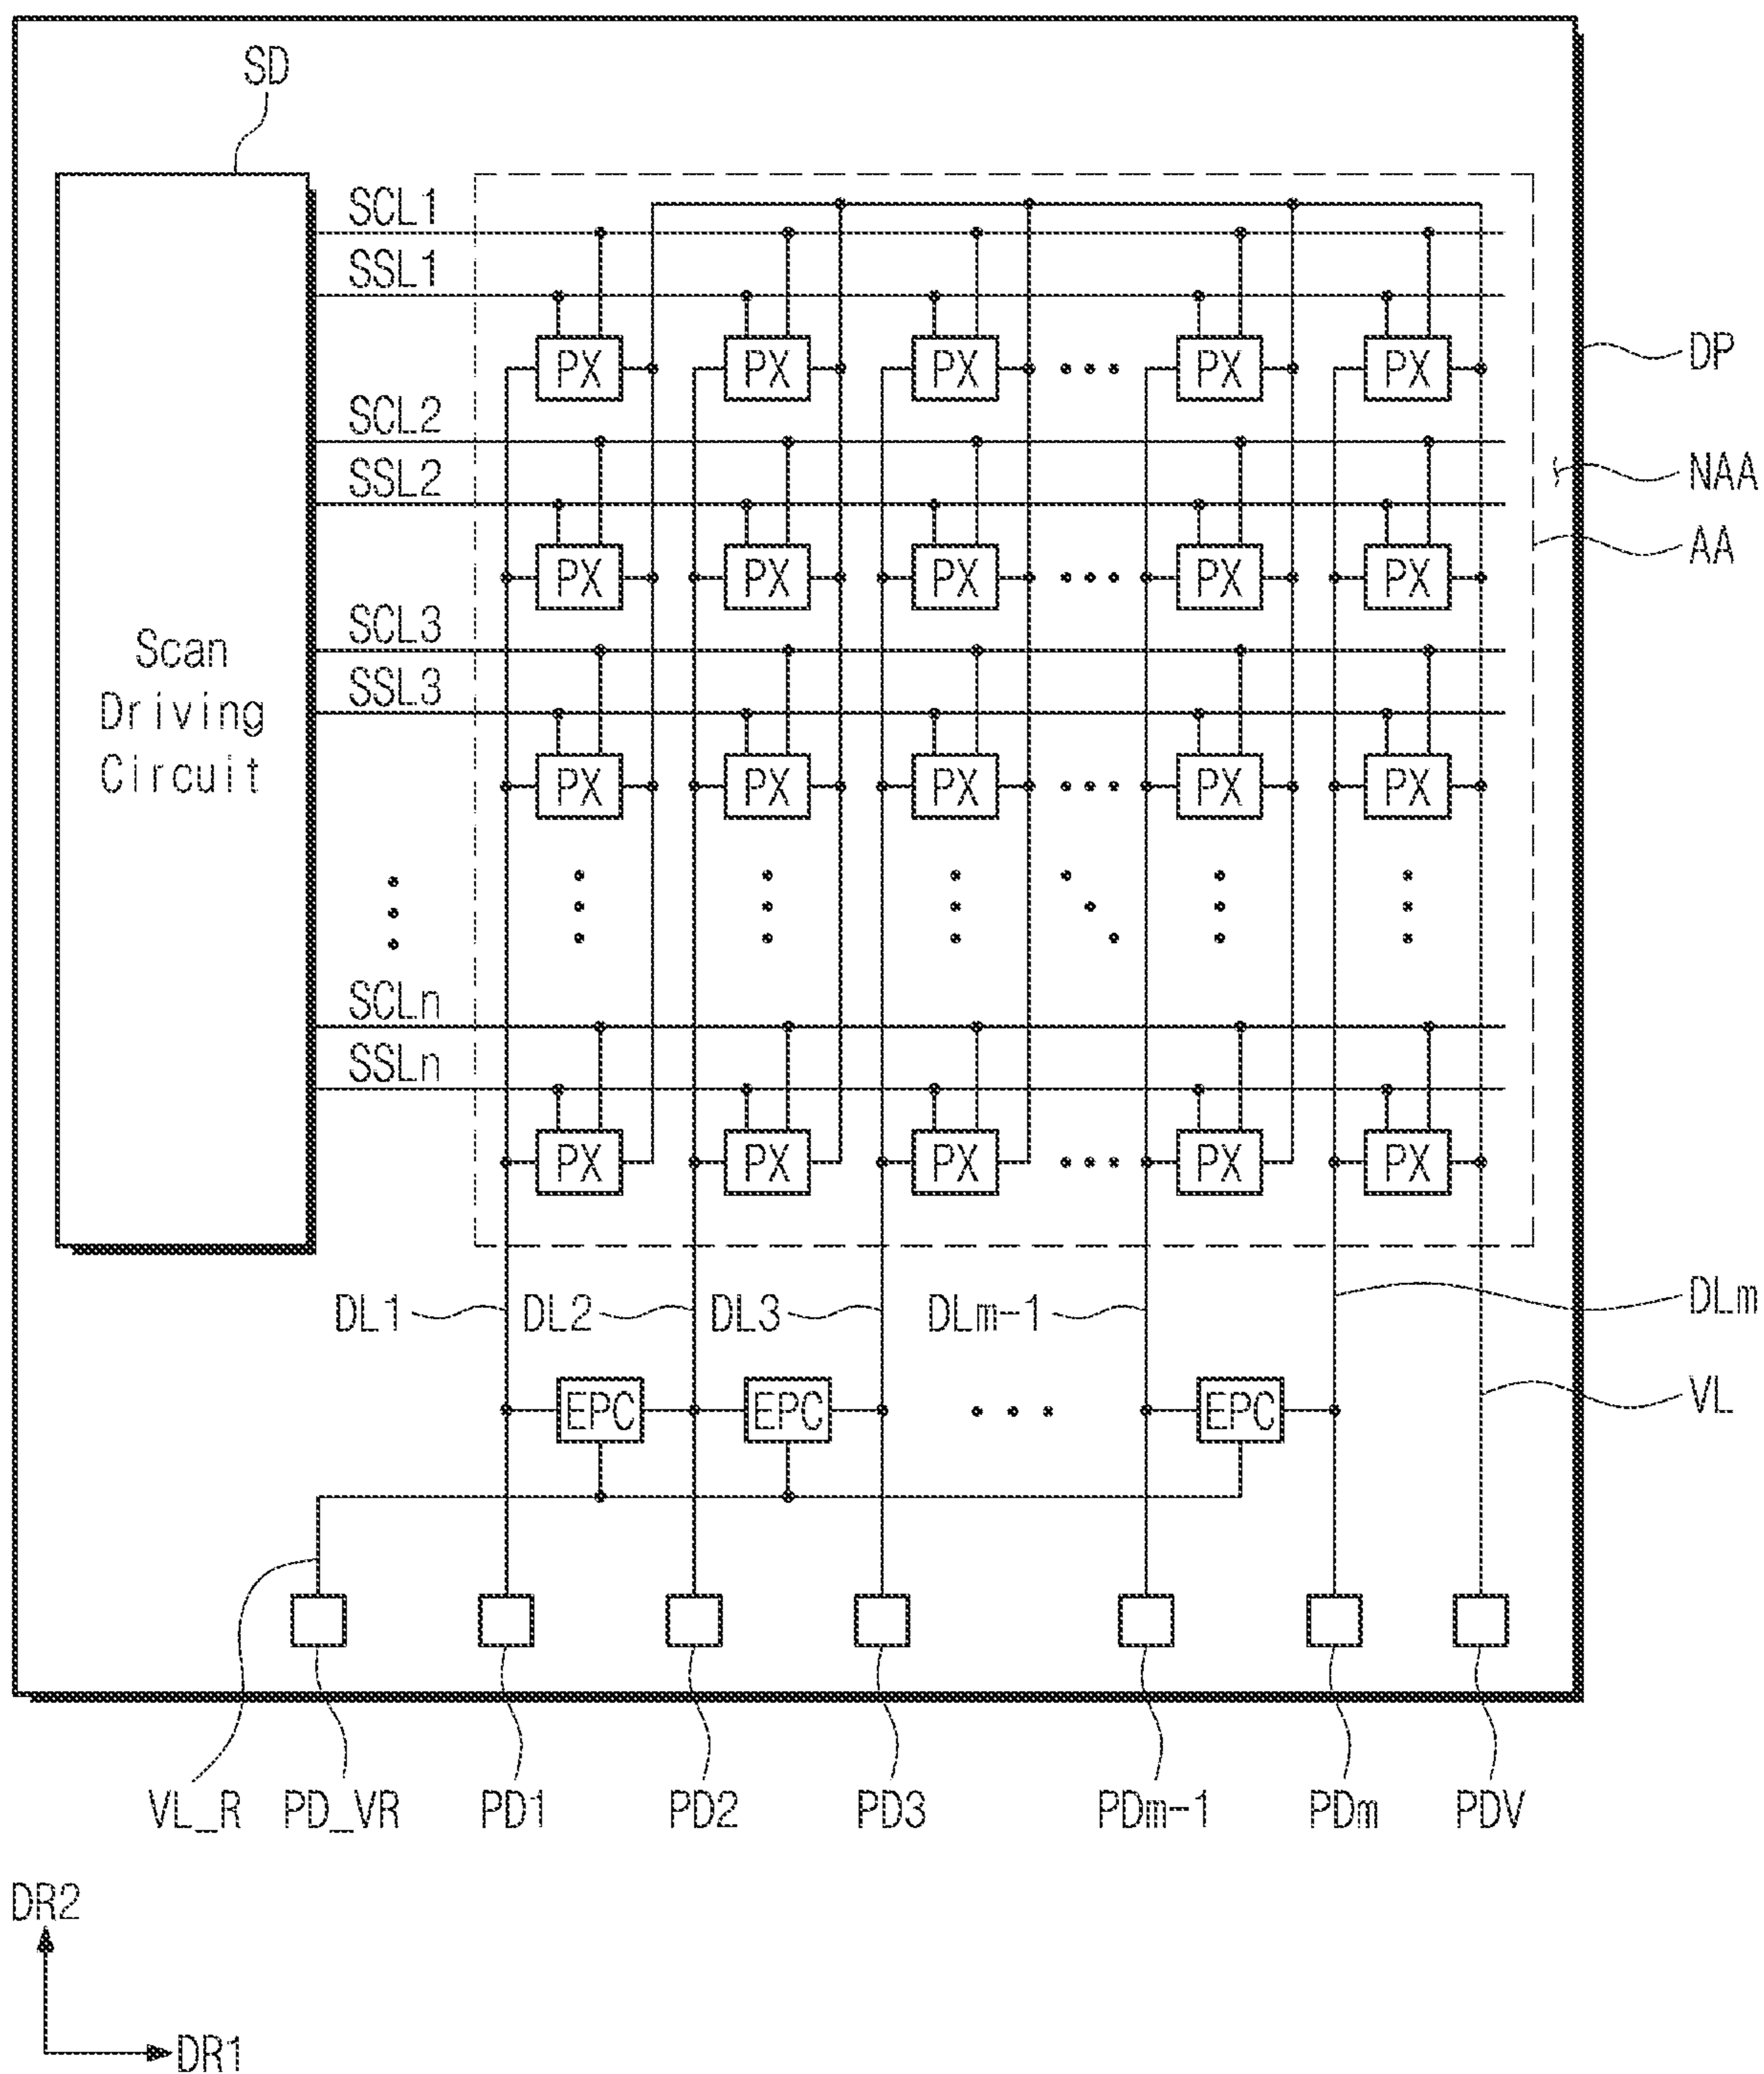 SD
SCL1
SSL1
PX PX PX PX PX
DP
SCL2
SSL2
NAA
PX PX PX PX PX
AA
SCL3
SSL3
Scan
Driving
Circuit
PX PX PX PX PX
SCLn
SSLn
PX PX PX PX PX
DL1 DL2 DL3 DLm-1 DLm
EPC EPC EPC
VL
VL_R PD_VR PD1 PD2 PD3 PDm-1 PDm PDV
DR2
DR1